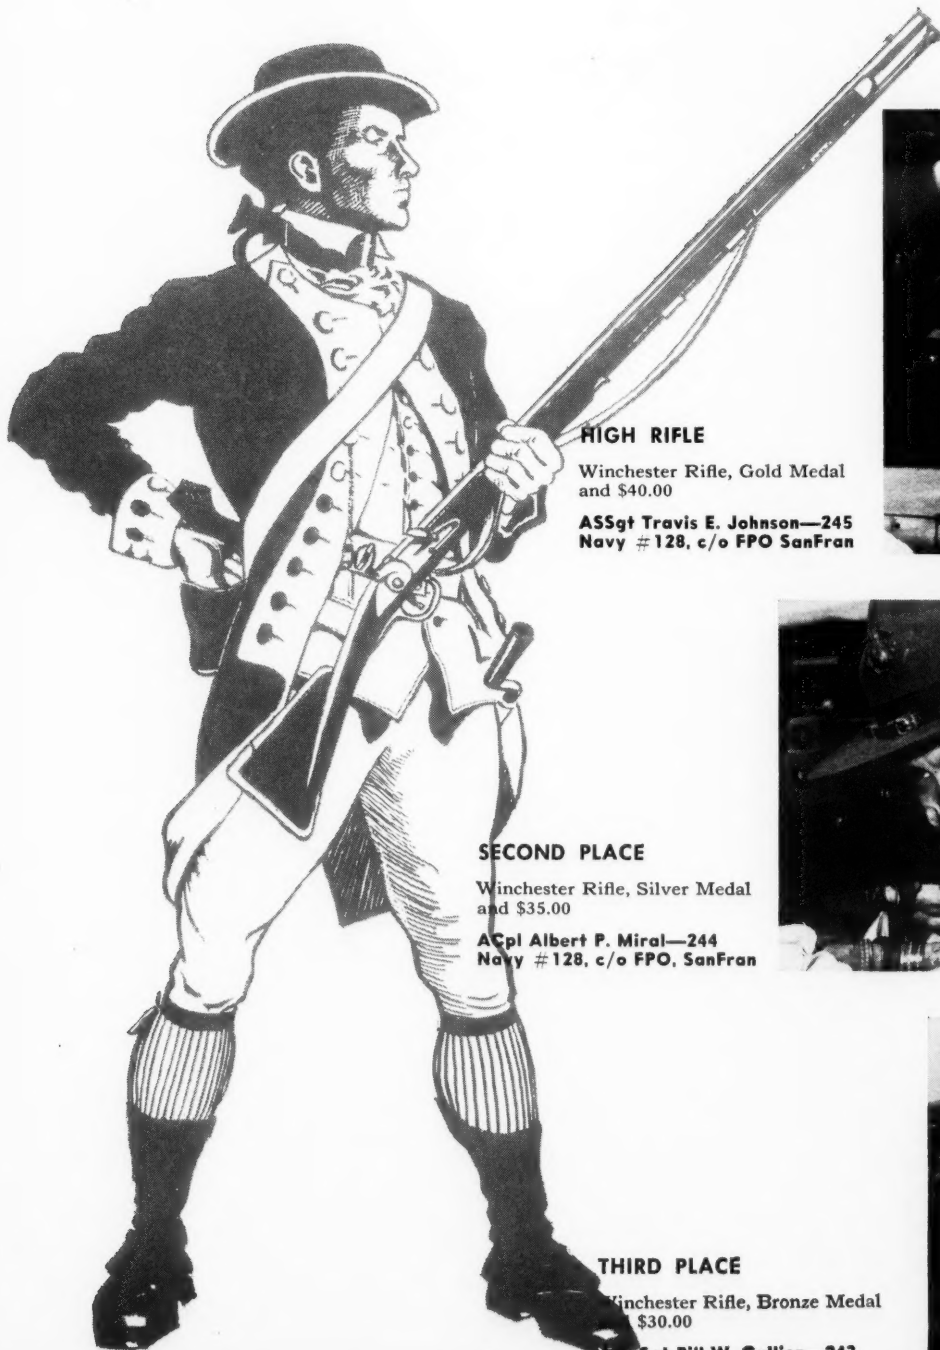 HIGH RIFLE
Winchester Rifle, Gold Medal
and $40.00
ASSgt Travis E. Johnson—245
Navy #128, c/o FPO SanFran
SECOND PLACE
Winchester Rifle, Silver Medal
and $35.00
ACpl Albert P. Miral—244
Navy #128, c/o FPO, SanFran
THIRD PLACE
Winchester Rifle, Bronze Medal
$30.00